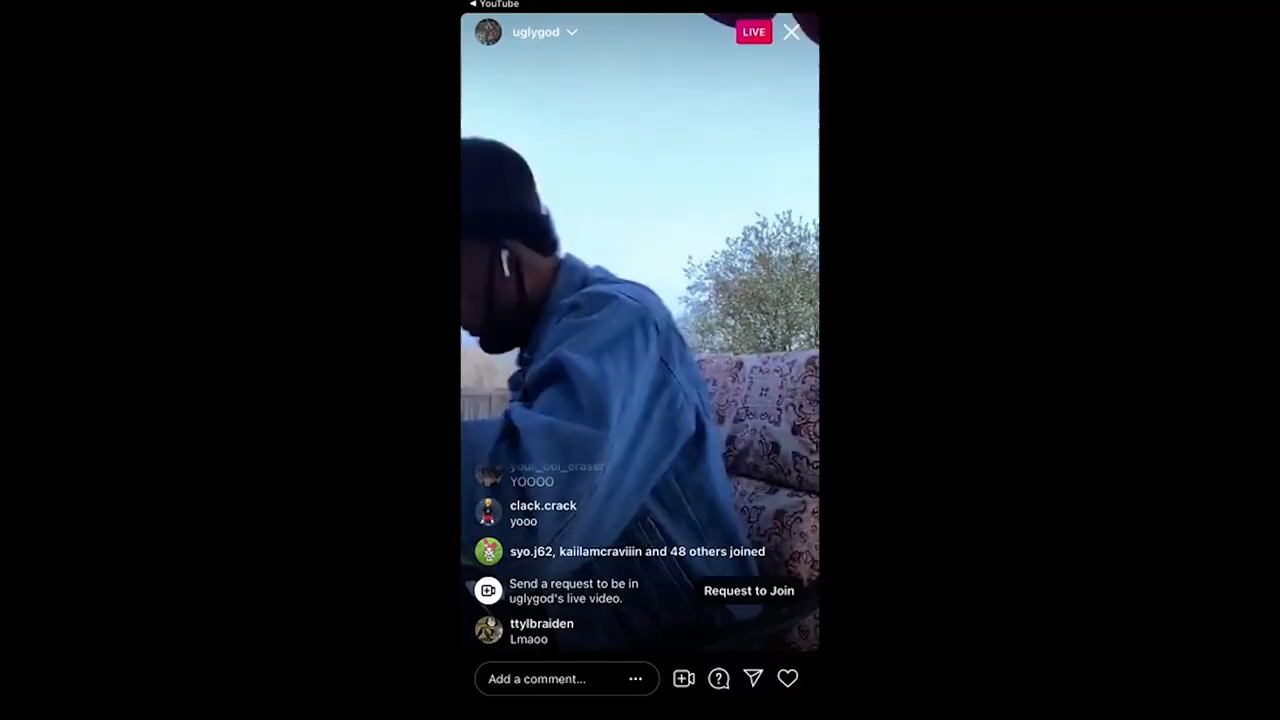 ◀ YouTube
uglygod
LIVE
your_boi_eraser
YOOOO
clack.crack
yooo
syo.j62, kaiilamcraviiin and 48 others joined
Send a request to be in
uglygod's live video.
Request to Join
ttylbraiden
Lmaoo
Add a comment...